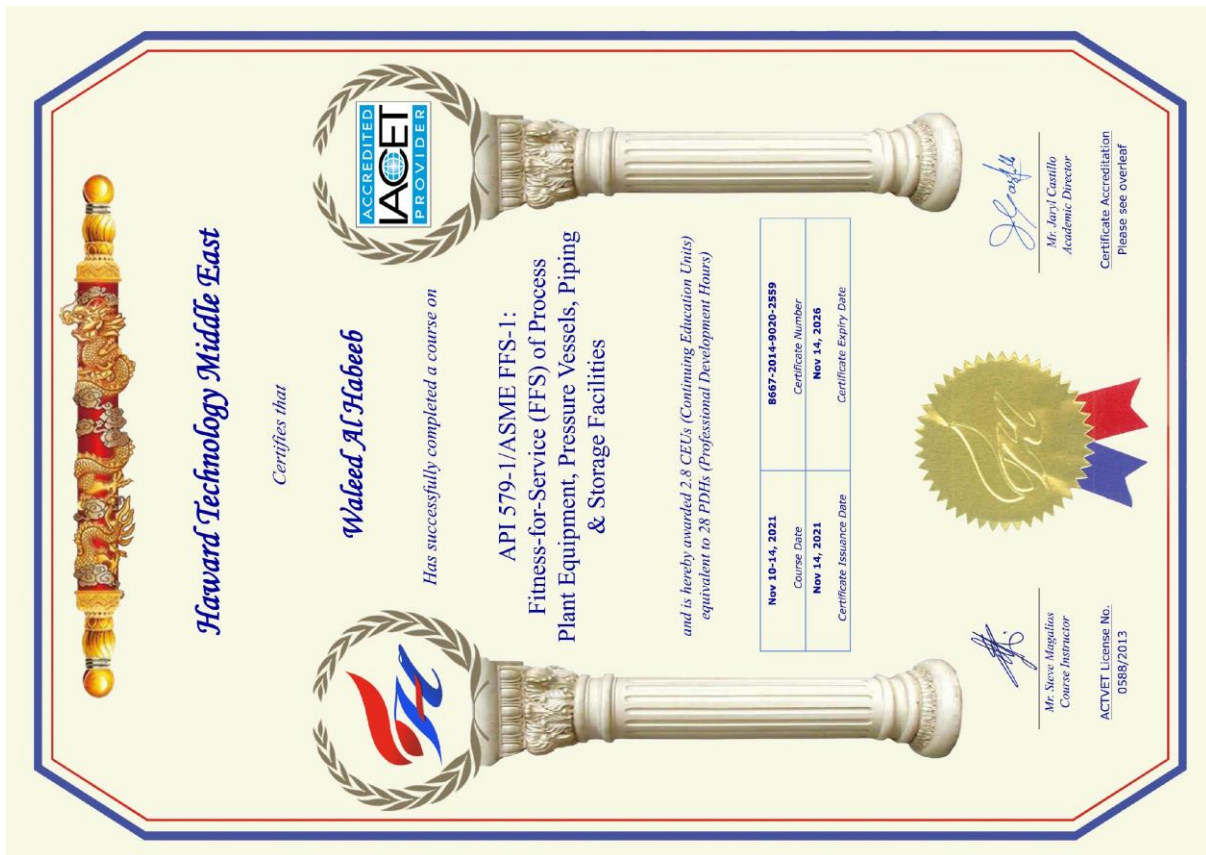 ACCREDITED
IACET
PROVIDER
Haward Technology Middle East
Certifies that
Waleed Al Habeeb
Has successfully completed a course on
API 579-1/ASME FFS-1:
Fitness-for-Service (FFS) of Process
Plant Equipment, Pressure Vessels, Piping
& Storage Facilities
and is hereby awarded 2.8 CEUs (Continuing Education Units)
equivalent to 28 PDHs (Professional Development Hours)
Nov 10-14, 2021
8667-2014-9020-2559
Course Date
Certificate Number
Nov 14, 2021
Nov 14, 2026
Certificate Issuance Date
Certificate Expiry Date
Mr. Steve Magalios
Course Instructor
Mr. Jaryl Castillo
Academic Director
ACTVET License No.
0588/2013
Certificate Accreditation
Please see overleaf